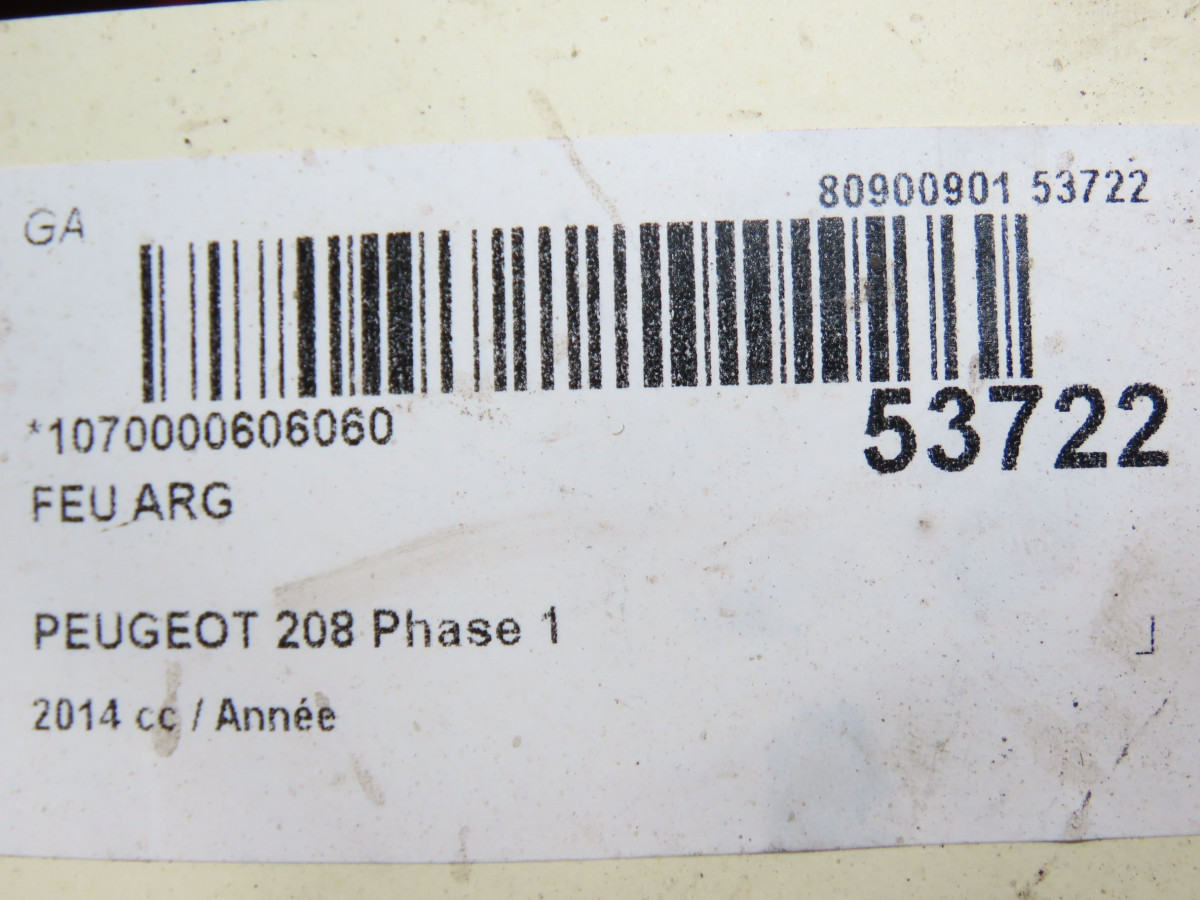 80900901 53722
GA
53722
*1070000606060
FEU ARG
PEUGEOT 208 Phase 1
2014 cc / Année